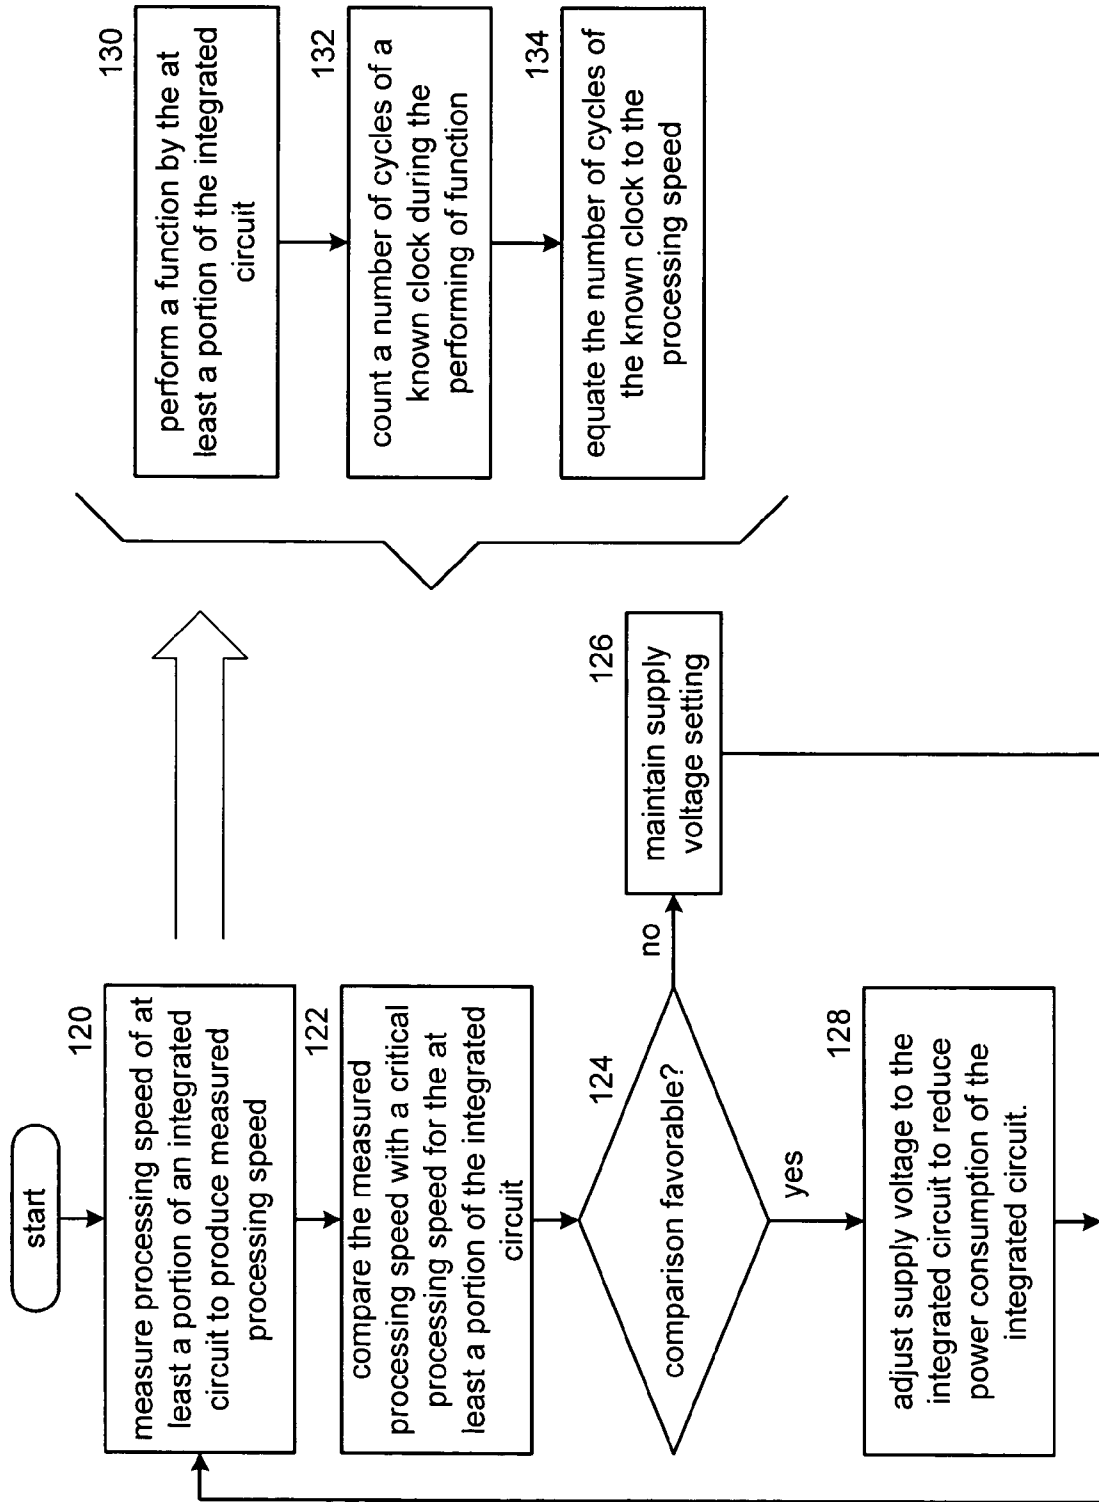 start
120
measure processing speed of at
least a portion of an integrated
circuit to produce measured
processing speed
122
compare the measured
processing speed with a critical
processing speed for the at
least a portion of the integrated
circuit
124
comparison favorable?
no
126
maintain supply
voltage setting
yes
128
adjust supply voltage to the
integrated circuit to reduce
power consumption of the
integrated circuit.
130
perform a function by the at
least a portion of the integrated
circuit
132
count a number of cycles of a
known clock during the
performing of function
134
equate the number of cycles of
the known clock to the
processing speed